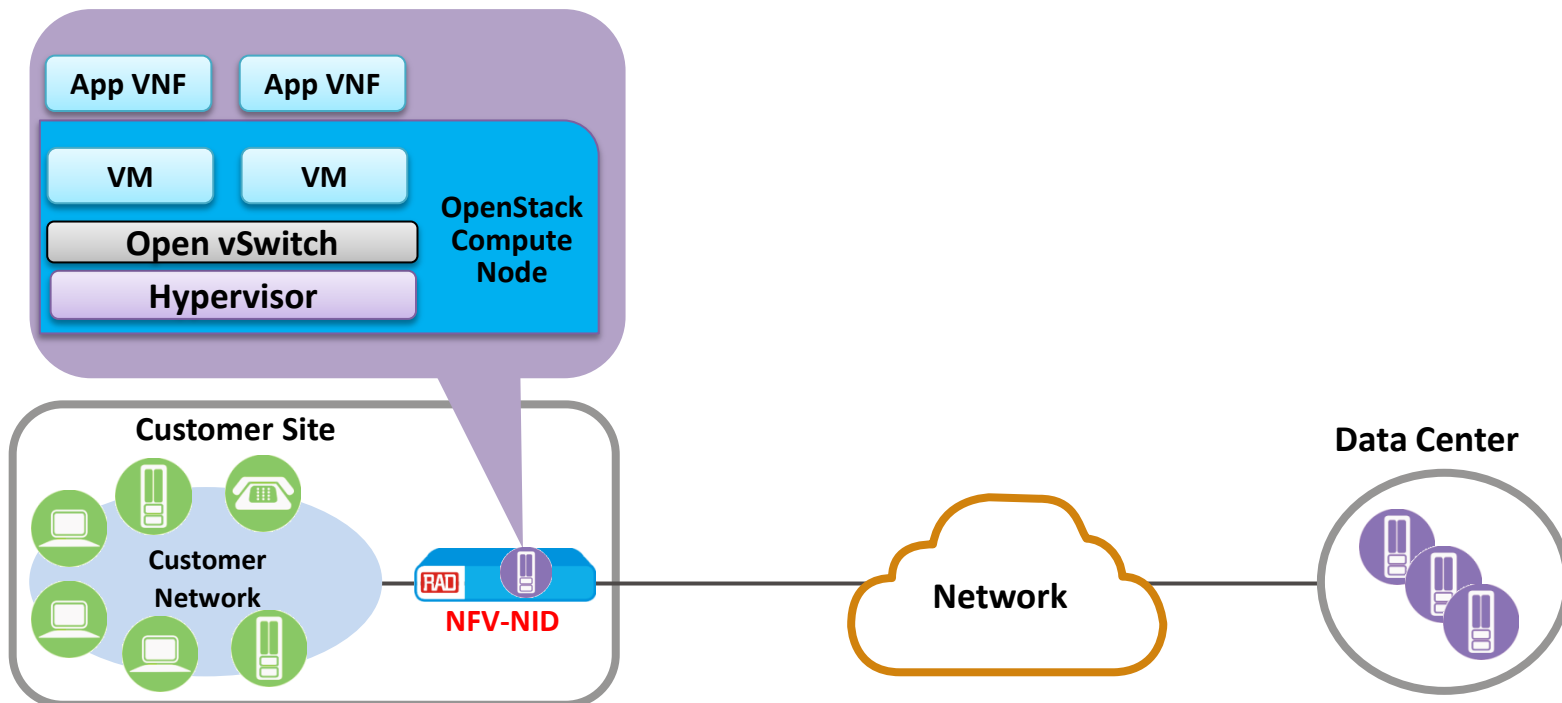 App VNF
App VNF
VM
VM
OpenStack
Compute
Node
Open vSwitch
Hypervisor
Customer Site
Customer
Network
RAD
NFV-NID
Network
Data Center